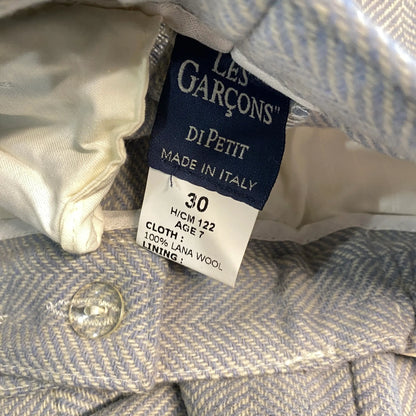 LES
GARÇONS"
DI PETIT
MADE IN ITALY
30
H/CM 122
AGE 7
CLOTH :
100% LANA WOOL
LINING :